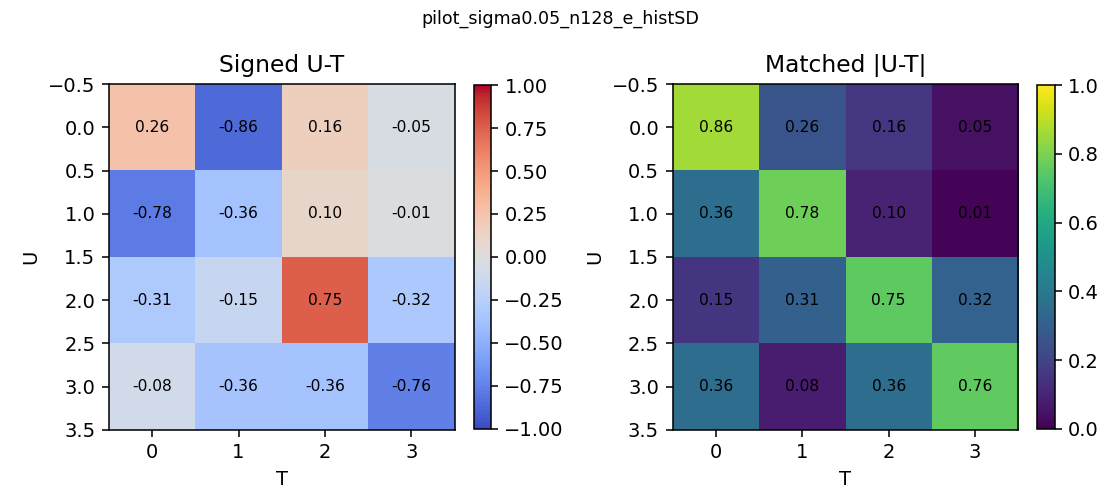 pilot_sigma0.05_n128_e_histSD
Signed U-T
−0.5
0.0
0.5
1.0
1.5
2.0
2.5
3.0
3.5
U
0.26 -0.86 0.16 -0.05
-0.78 -0.36 0.10 -0.01
-0.31 -0.15 0.75 -0.32
-0.08 -0.36 -0.36 -0.76
0 1 2 3
T
1.00
0.75
0.50
0.25
0.00
−0.25
−0.50
−0.75
−1.00
Matched |U-T|
−0.5
0.0
0.5
1.0
1.5
2.0
2.5
3.0
3.5
U
0.86 0.26 0.16 0.05
0.36 0.78 0.10 0.01
0.15 0.31 0.75 0.32
0.36 0.08 0.36 0.76
0 1 2 3
T
1.0
0.8
0.6
0.4
0.2
0.0